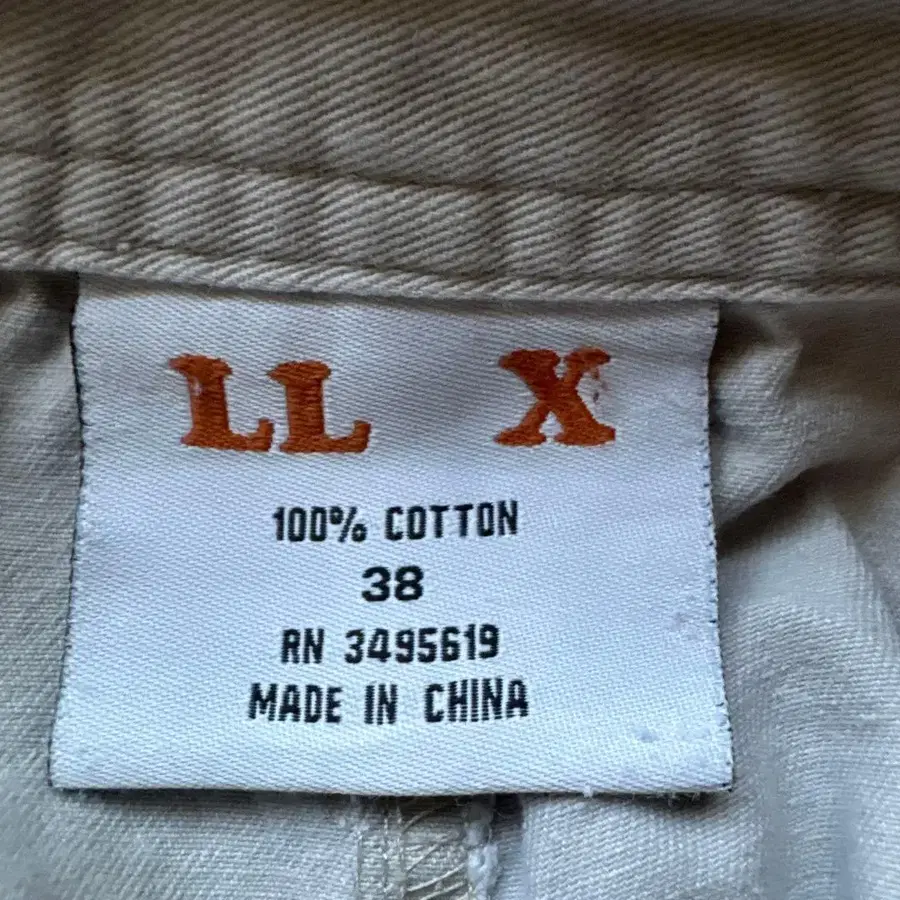 LL X
100% COTTON
38
RN 3495619
MADE IN CHINA